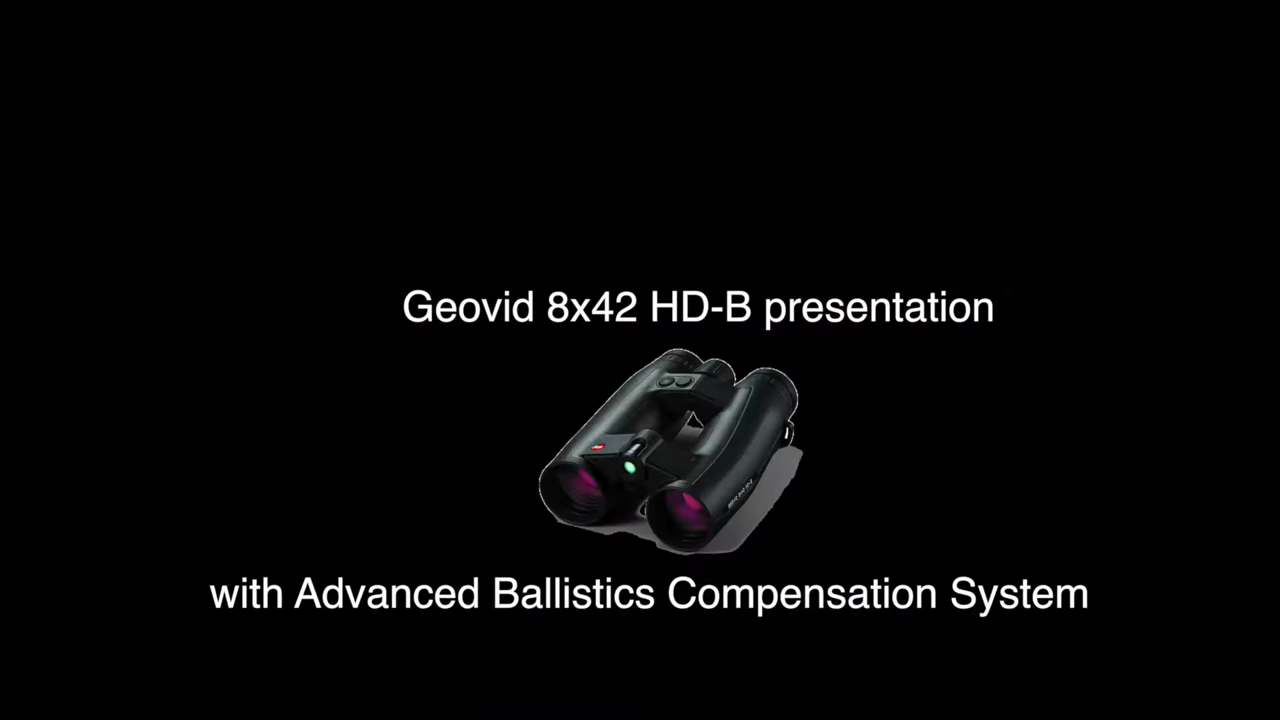 Geovid 8x42 HD-B presentation
with Advanced Ballistics Compensation System